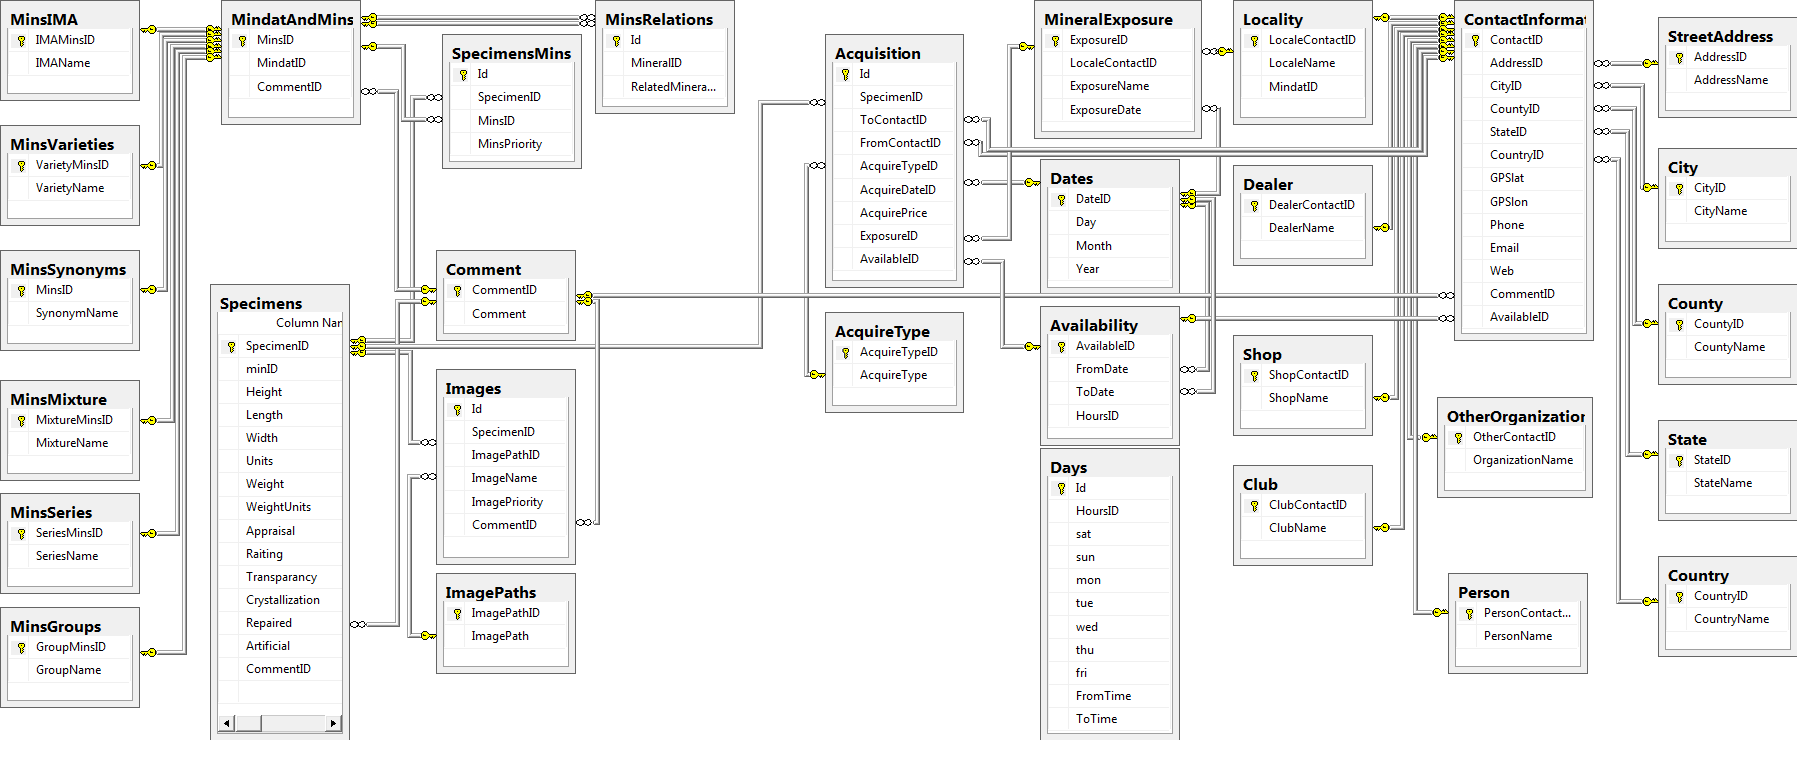 MinsIMA
IMAMinsID
IMAName
MinsVarieties
VarietyMinsID
VarietyName
MinsSynonyms
MinsID
SynonymName
MinsMixture
MixtureMinsID
MixtureName
MinsSeries
SeriesMinsID
SeriesName
MinsGroups
GroupMinsID
GroupName
MindatAndMins
MinsID
MindatID
CommentID
Specimens
Column Nar
SpecimenID
minID
Height
Length
Width
Units
Weight
WeightUnits
Appraisal
Raiting
Transparancy
Crystallization
Repaired
Artificial
CommentID
SpecimensMins
Id
SpecimenID
MinsID
MinsPriority
MinsRelations
Id
MineralID
RelatedMinera...
Comment
CommentID
Comment
Images
Id
SpecimenID
ImagePathID
ImageName
ImagePriority
CommentID
ImagePaths
ImagePathID
ImagePath
Acquisition
Id
SpecimenID
ToContactID
FromContactID
AcquireTypeID
AcquireDateID
AcquirePrice
ExposureID
AvailableID
AcquireType
AcquireTypeID
AcquireType
MineralExposure
ExposureID
LocaleContactID
ExposureName
ExposureDate
Dates
DateID
Day
Month
Year
Availability
AvailableID
FromDate
ToDate
HoursID
Days
Id
HoursID
sat
sun
mon
tue
wed
thu
fri
FromTime
ToTime
Locality
LocaleContactID
LocaleName
MindatID
Dealer
DealerContactID
DealerName
Shop
ShopContactID
ShopName
Club
ClubContactID
ClubName
ContactInformat
ContactID
AddressID
CityID
CountyID
StateID
CountryID
GPSlat
GPSlon
Phone
Email
Web
CommentID
AvailableID
OtherOrganization
OtherContactID
OrganizationName
Person
PersonContact...
PersonName
StreetAddress
AddressID
AddressName
City
CityID
CityName
County
CountyID
CountyName
State
StateID
StateName
Country
CountryID
CountryName